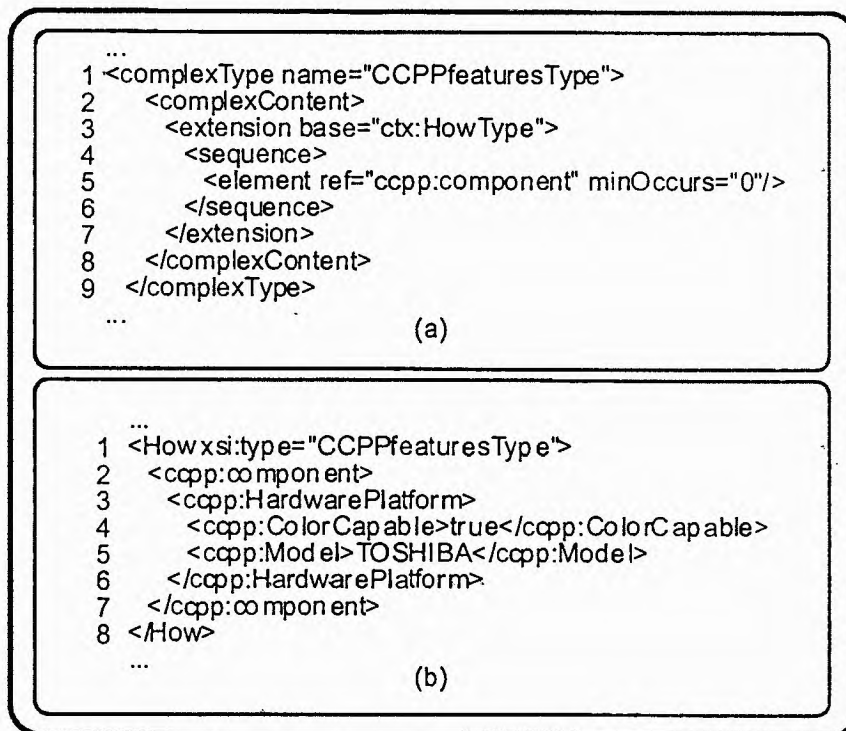 ...
1 <complexType name="CCPPfeaturesType">
2 <complexContent>
3 <extension base="ctx:HowType">
4 <sequence>
5 <element ref="ccpp:component" minOccurs="0"/>
6 </sequence>
7 </extension>
8 </complexContent>
9 </complexType>
...
(a)
...
1 <How xsi:type="CCPPfeaturesType">
2 <ccpp:component>
3 <ccpp:HardwarePlatform>
4 <ccpp:ColorCapable>true</ccpp:ColorCapable>
5 <ccpp:Model>TOSHIBA</ccpp:Model>
6 </ccpp:HardwarePlatform>
7 </ccpp:component>
8 </How>
...
(b)